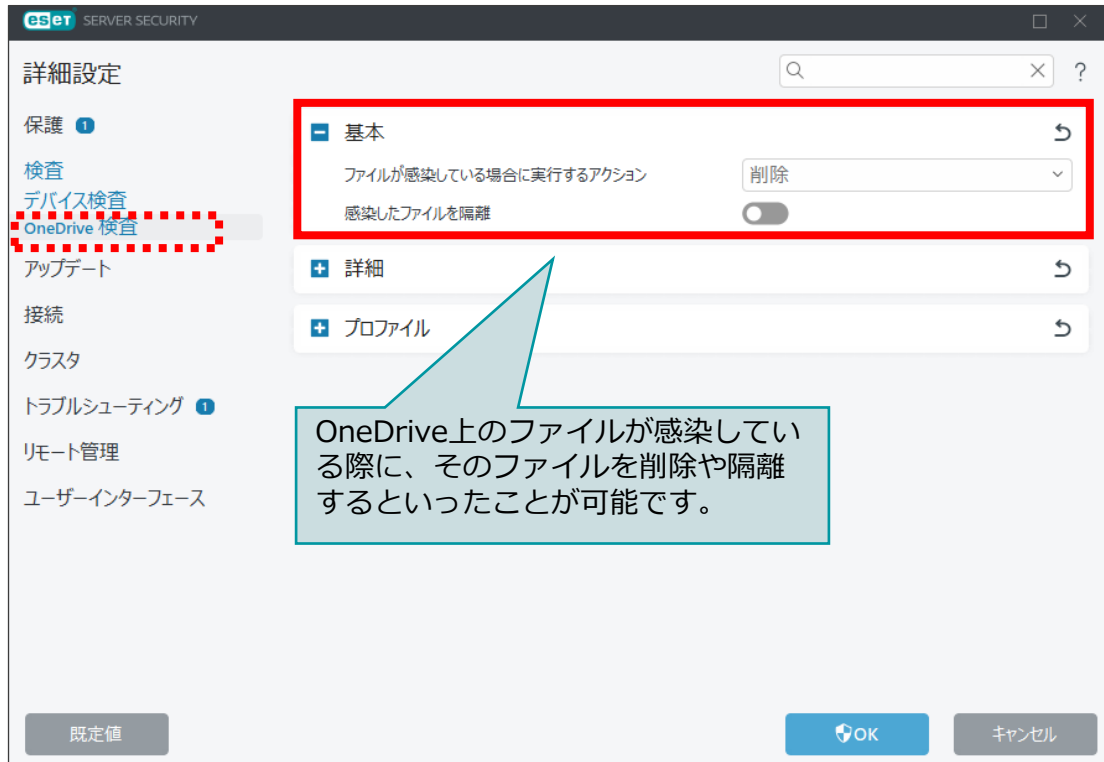 eset SERVER SECURITY
詳細設定
?
保護 1
検査
デバイス検査
OneDrive 検査
アップデート
接続
クラスタ
トラブルシューティング 1
リモート管理
ユーザーインターフェース
基本
ファイルが感染している場合に実行するアクション 削除
感染したファイルを隔離
詳細
プロファイル
OneDrive上のファイルが感染してい
る際に、そのファイルを削除や隔離
するといったことが可能です。
既定値
OK
キャンセル